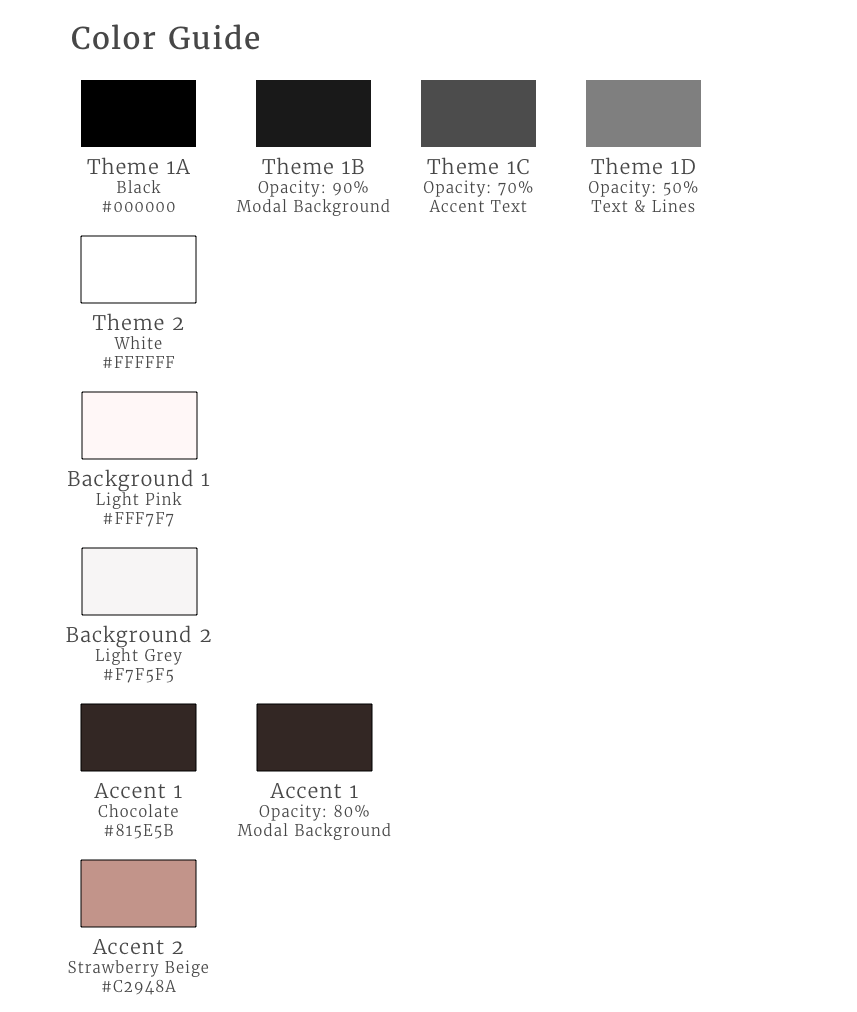 Color Guide
Theme 1A
Black
#000000
Theme 1B
Opacity: 90%
Modal Background
Theme 1C
Opacity: 70%
Accent Text
Theme 1D
Opacity: 50%
Text & Lines
Theme 2
White
#FFFFFF
Background 1
Light Pink
#FFF7F7
Background 2
Light Grey
#F7F5F5
Accent 1
Chocolate
#815E5B
Accent 1
Opacity: 80%
Modal Background
Accent 2
Strawberry Beige
#C2948A